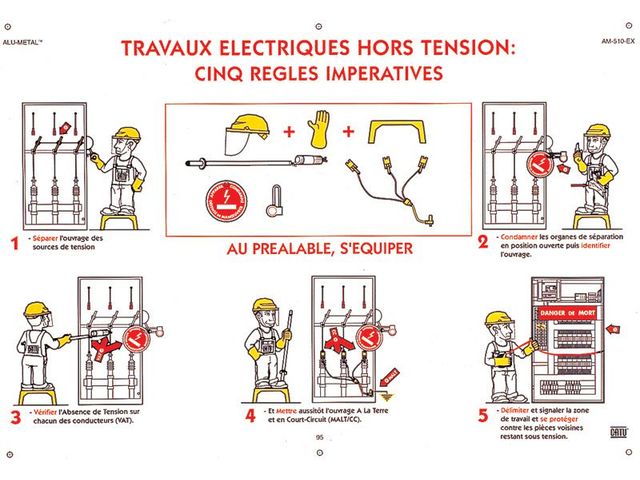 ALU-METAL™
AM-510-EX
TRAVAUX ELECTRIQUES HORS TENSION:
CINQ REGLES IMPERATIVES
AU PREALABLE, S'EQUIPER
1 - Séparer l'ouvrage des
sources de tension
2 - Condamner les organes de séparation
en position ouverte puis identifier
l'ouvrage.
3 - Vérifier l'Absence de Tension sur
chacun des conducteurs (VAT).
4 - Et Mettre aussitôt l'ouvrage A La Terre
et en Court-Circuit (MALT/CC).
DANGER DE MORT
5 - Délimiter et signaler la zone
de travail et se protéger
contre les pièces voisines
restant sous tension.
CATU
95